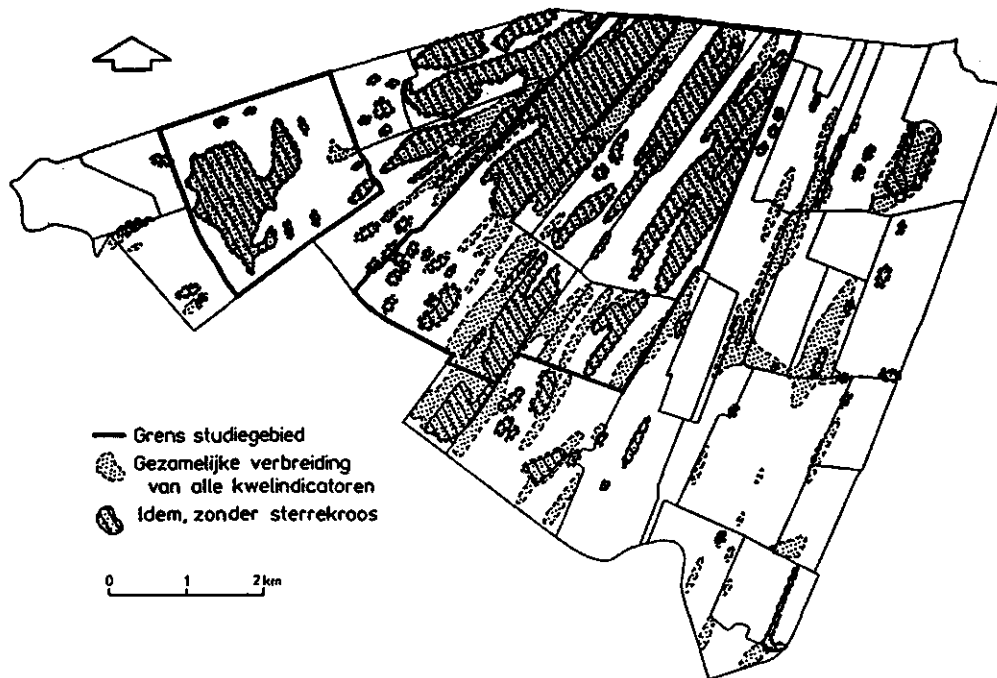 Grens studiegebied
Gezamelijke verbreiding
van alle kwelindicatoren
Idem, zonder sterrekroos
0 1 2 km